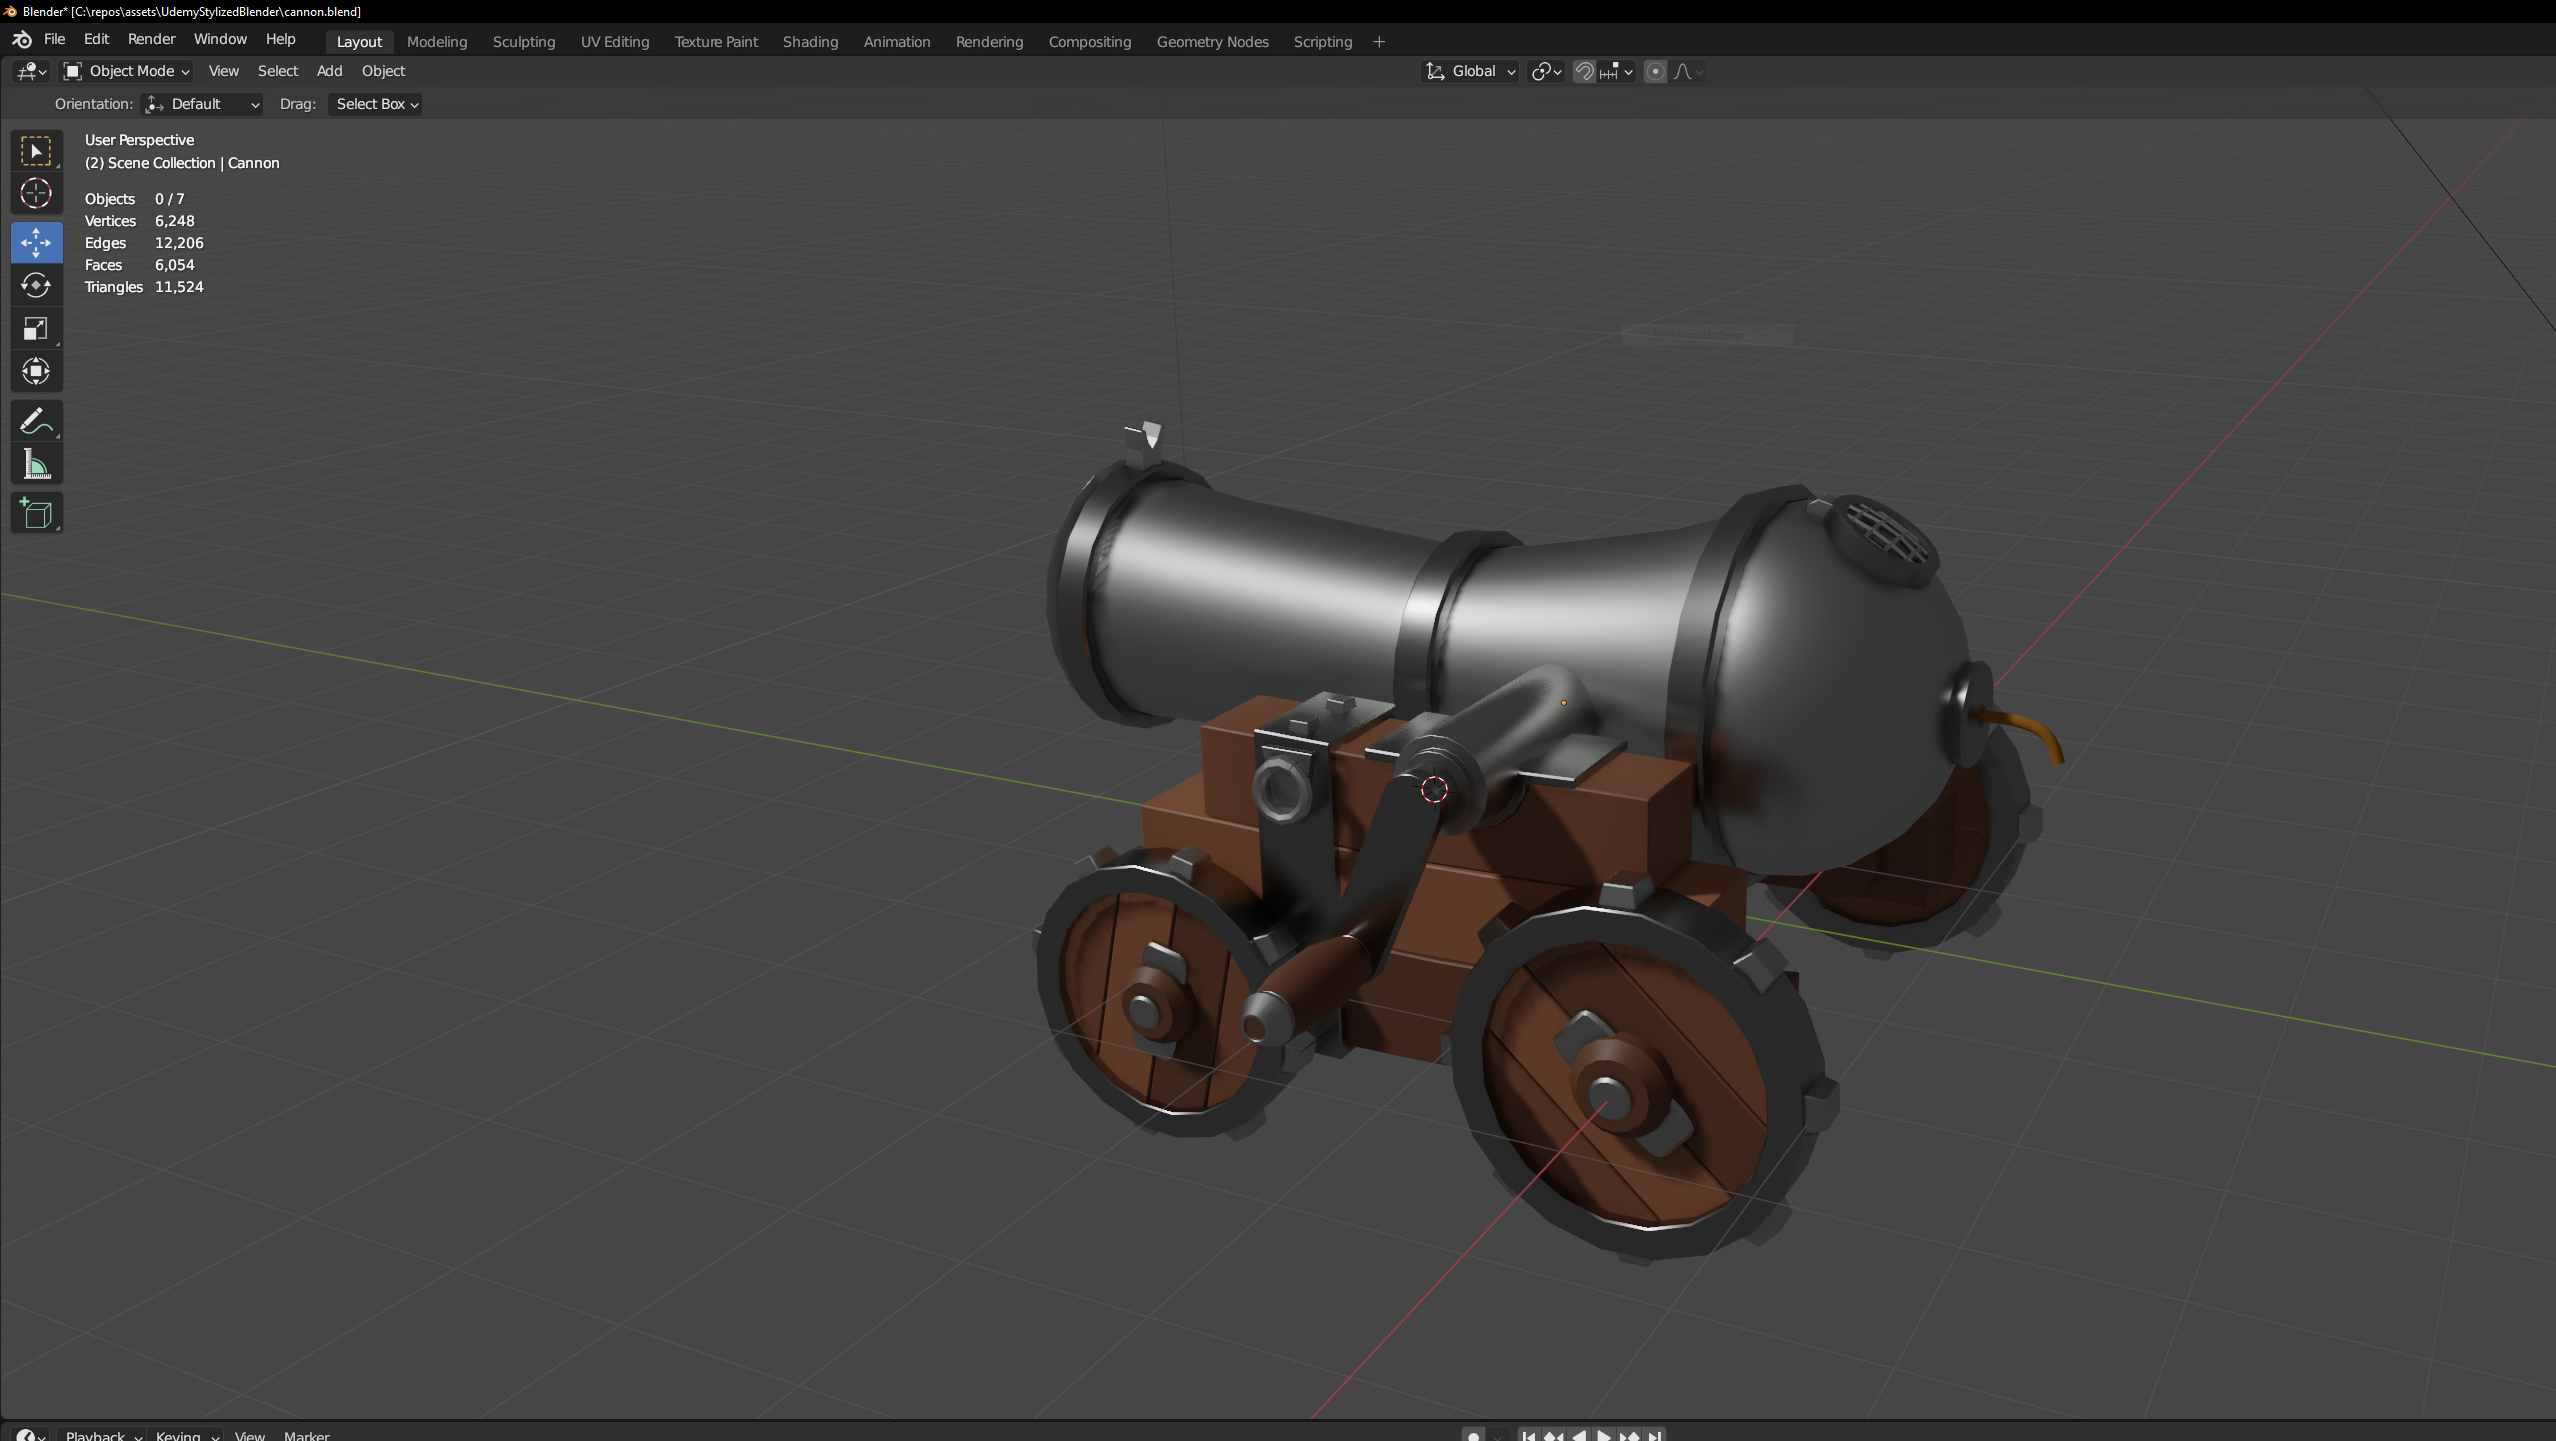 Blender* [C:\repos\assets\UdemyStylizedBlender\cannon.blend]
File Edit Render Window Help Layout Modeling Sculpting UV Editing Texture Paint Shading Animation Rendering Compositing Geometry Nodes Scripting +
Object Mode View Select Add Object Global
Orientation: Default Drag: Select Box
User Perspective
(2) Scene Collection | Cannon
Objects 0 / 7
Vertices 6,248
Edges 12,206
Faces 6,054
Triangles 11,524
Playback Keying View Marker